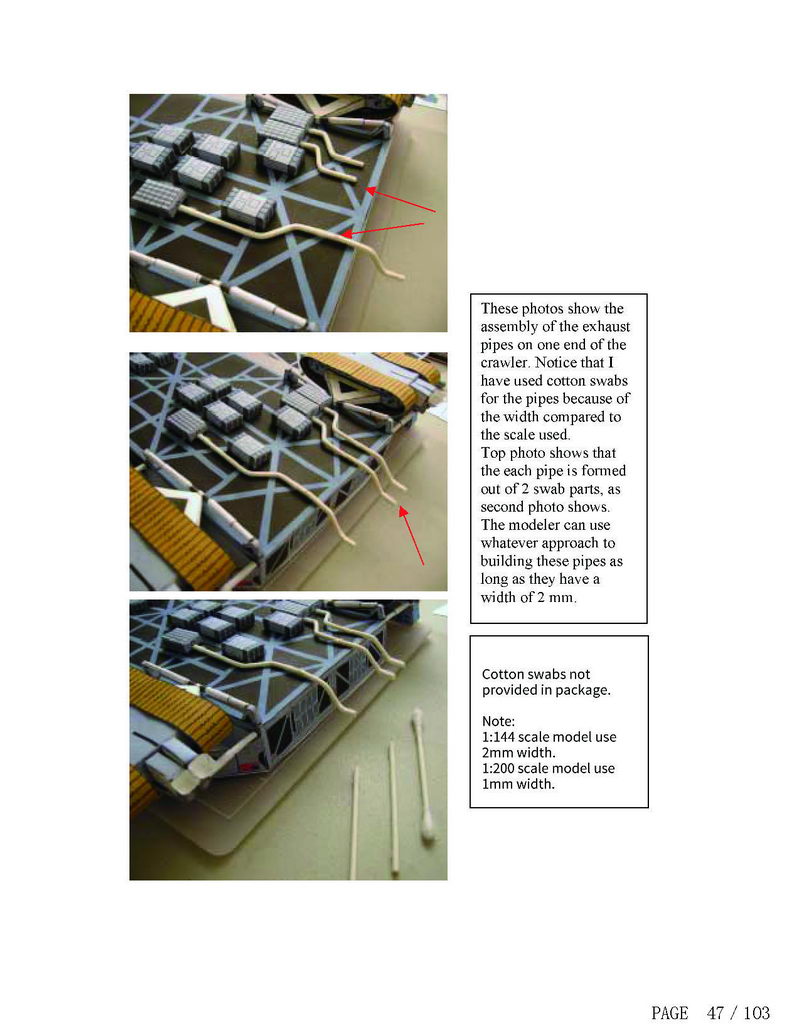 These photos show the
assembly of the exhaust
pipes on one end of the
crawler. Notice that I
have used cotton swabs
for the pipes because of
the width compared to
the scale used.
Top photo shows that
the each pipe is formed
out of 2 swab parts, as
second photo shows.
The modeler can use
whatever approach to
building these pipes as
long as they have a
width of 2 mm.
Cotton swabs not
provided in package.
Note:
1:144 scale model use
2mm width.
1:200 scale model use
1mm width.
PAGE 47 / 103